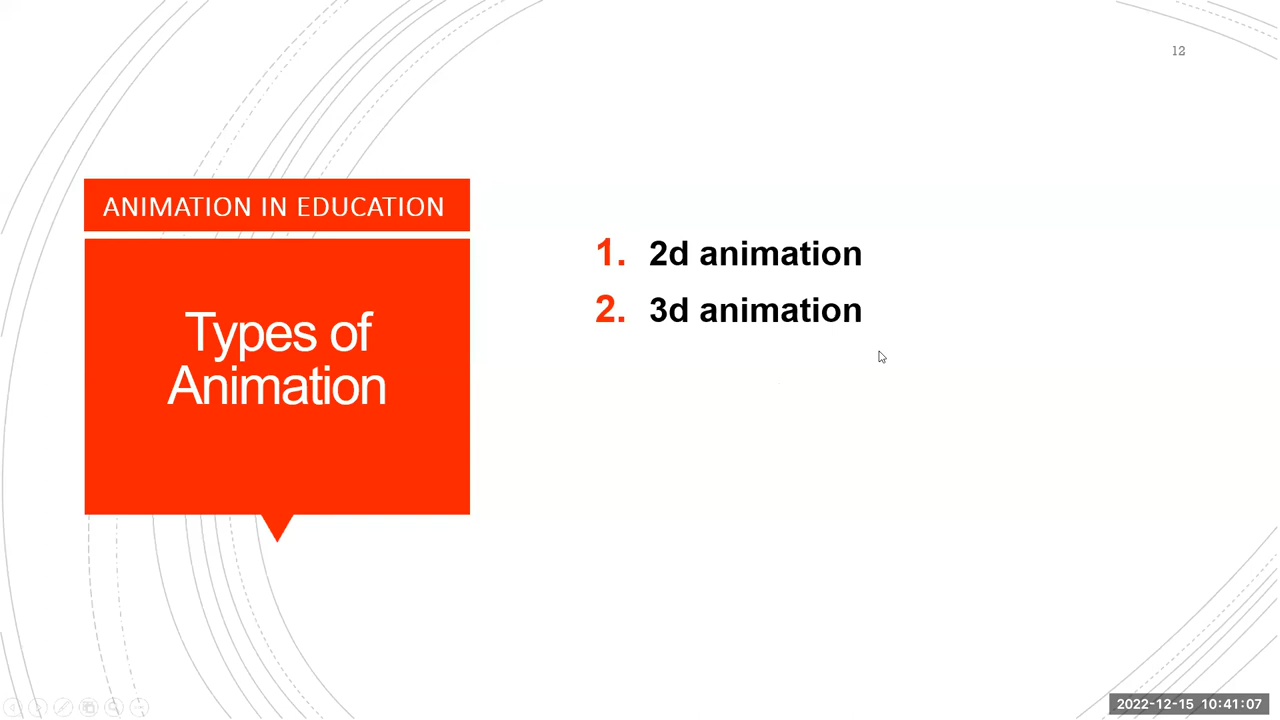 12
ANIMATION IN EDUCATION
Types of
Animation
1. 2d animation
2. 3d animation
2022-12-15 10:41:07